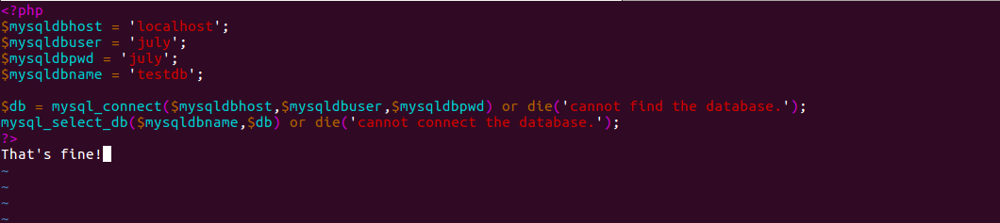 <?php
$mysqldbhost = 'localhost';
$mysqldbuser = 'july';
$mysqldbpwd = 'july';
$mysqldbname = 'testdb';
$db = mysql_connect($mysqldbhost,$mysqldbuser,$mysqldbpwd) or die('cannot find the database.');
mysql_select_db($mysqldbname,$db) or die('cannot connect the database.');
?>
That's fine!
~
~
~
~